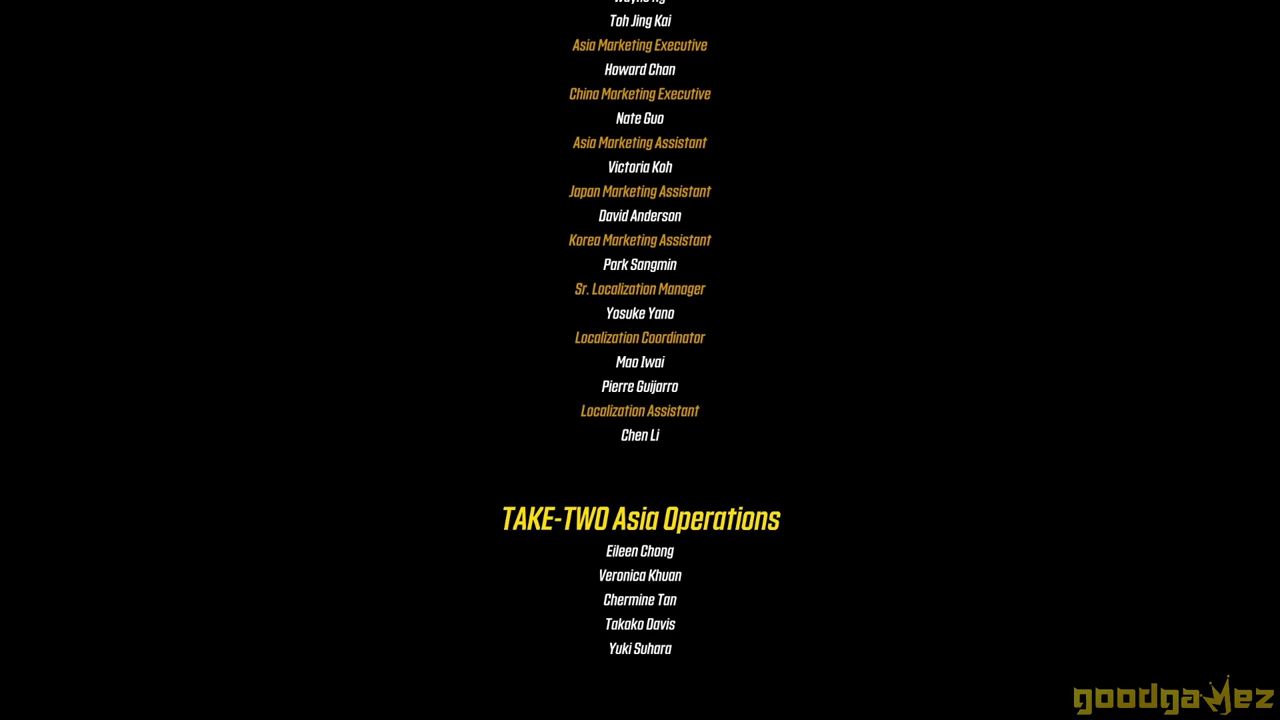 Toh Jing Kai
Asia Marketing Executive
Howard Chan
China Marketing Executive
Nate Guo
Asia Marketing Assistant
Victoria Koh
Japan Marketing Assistant
David Anderson
Korea Marketing Assistant
Park Sangmin
Sr. Localization Manager
Yosuke Yano
Localization Coordinator
Mao Iwai
Pierre Guijarro
Localization Assistant
Chen Li
TAKE-TWO Asia Operations
Eileen Chong
Veronica Khuan
Chermine Tan
Takako Davis
Yuki Suhara
goodgamez